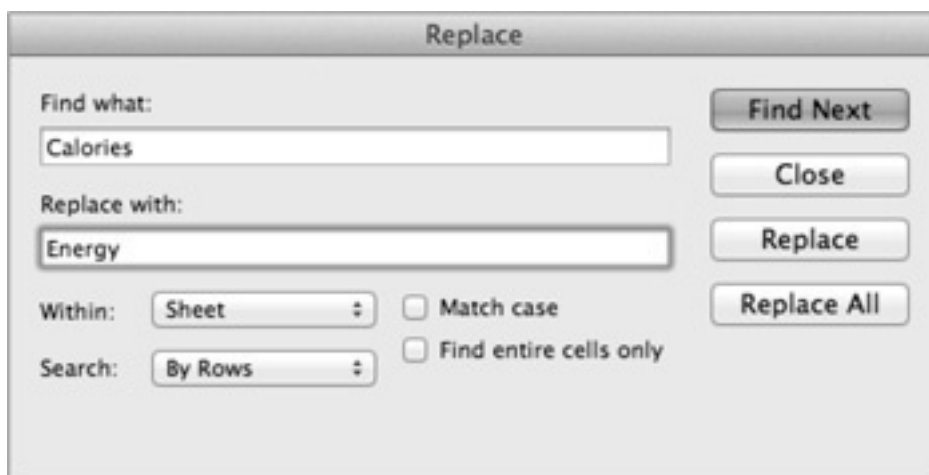 Replace
Find what:
Calories
Replace with:
Energy
Within: Sheet
Match case
Search: By Rows
Find entire cells only
Find Next
Close
Replace
Replace All